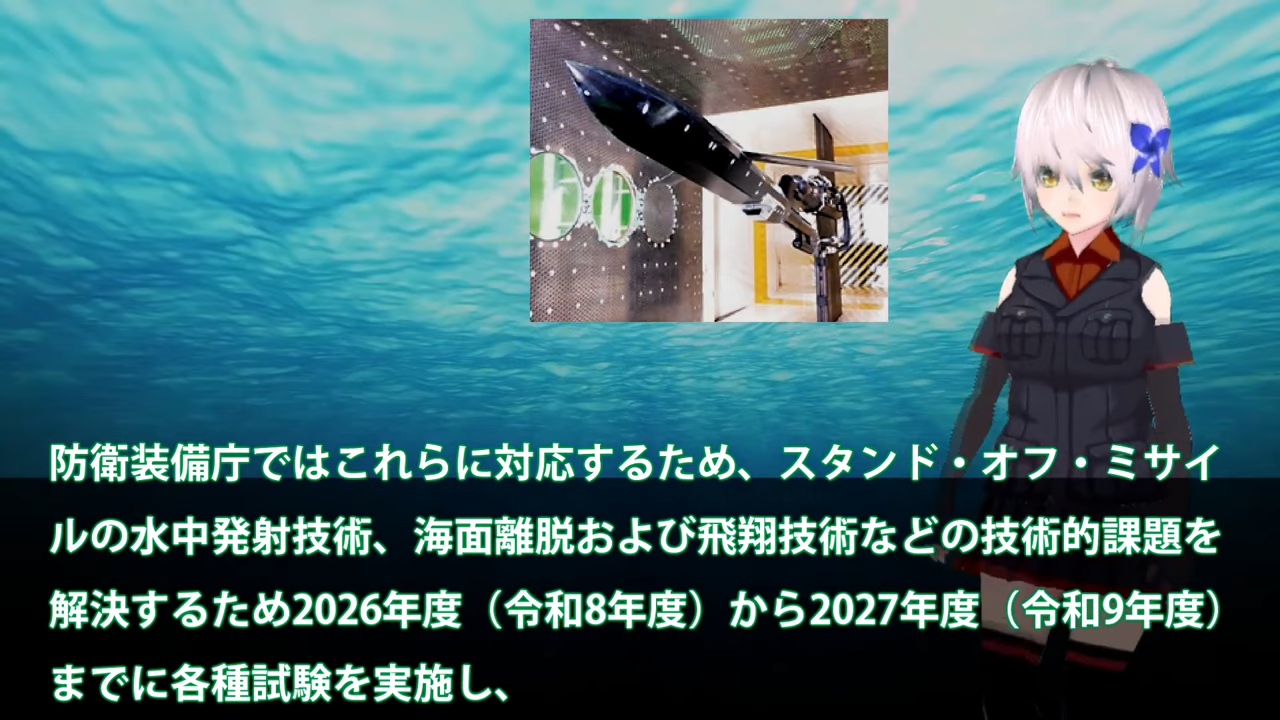 防衛装備庁ではこれらに対応するため、スタンド・オフ・ミサイ
ルの水中発射技術、海面離脱および飛翔技術などの技術的課題を
解決するため2026年度（令和8年度）から2027年度（令和9年度）
までに各種試験を実施し、